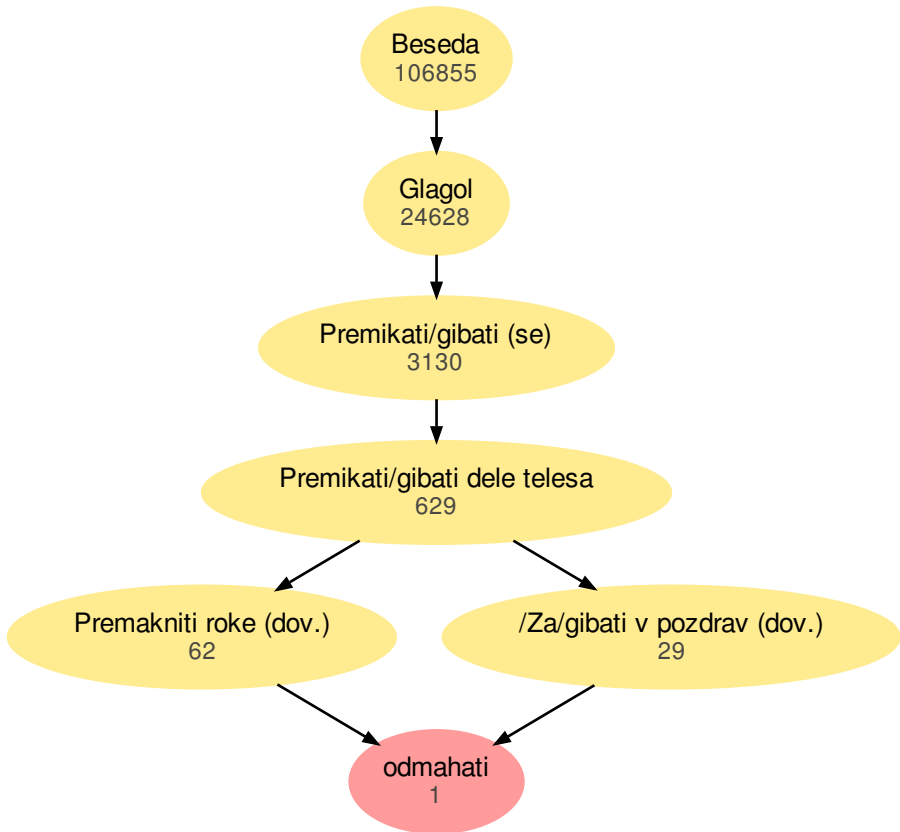 Beseda
106855
Glagol
24628
Premikati/gibati (se)
3130
Premikati/gibati dele telesa
629
Premakniti roke (dov.)
62
/Za/gibati v pozdrav (dov.)
29
odmahati
1